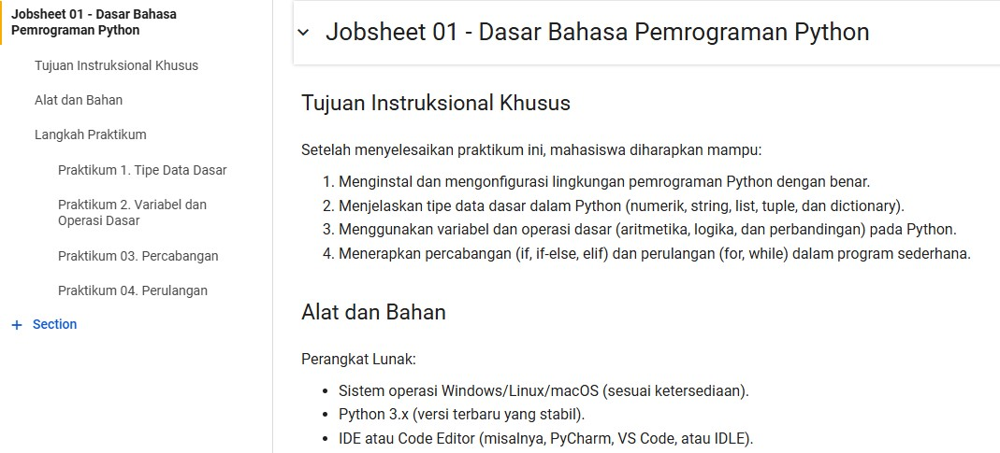 Jobsheet 01 - Dasar Bahasa
Pemrograman Python
Tujuan Instruksional Khusus
Alat dan Bahan
Langkah Praktikum
Praktikum 1. Tipe Data Dasar
Praktikum 2. Variabel dan
Operasi Dasar
Praktikum 03. Percabangan
Praktikum 04. Perulangan
+ Section
Jobsheet 01 - Dasar Bahasa Pemrograman Python
Tujuan Instruksional Khusus
Setelah menyelesaikan praktikum ini, mahasiswa diharapkan mampu:
1. Menginstal dan mengonfigurasi lingkungan pemrograman Python dengan benar.
2. Menjelaskan tipe data dasar dalam Python (numerik, string, list, tuple, dan dictionary).
3. Menggunakan variabel dan operasi dasar (aritmetika, logika, dan perbandingan) pada Python.
4. Menerapkan percabangan (if, if-else, elif) dan perulangan (for, while) dalam program sederhana.
Alat dan Bahan
Perangkat Lunak:
• Sistem operasi Windows/Linux/macOS (sesuai ketersediaan).
• Python 3.x (versi terbaru yang stabil).
• IDE atau Code Editor (misalnya, PyCharm, VS Code, atau IDLE).